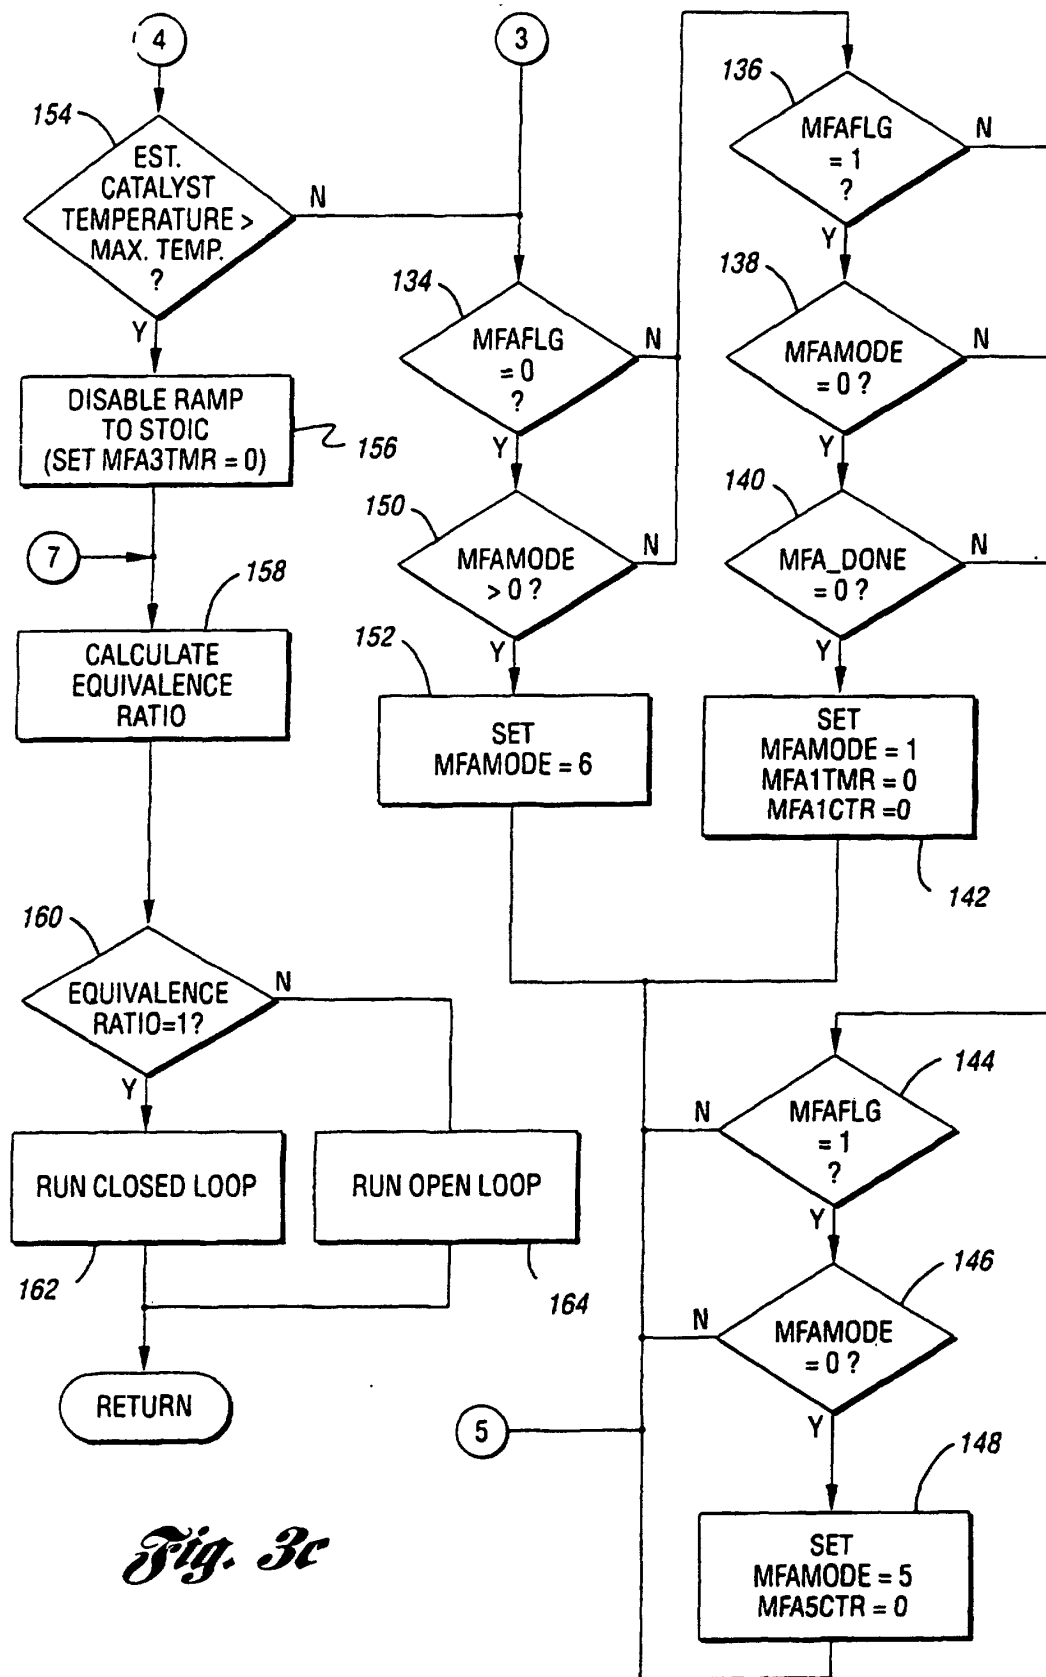 4
154
EST.
CATALYST
TEMPERATURE >
MAX. TEMP.
?
N
Y
DISABLE RAMP
TO STOIC
(SET MFA3TMR = 0)
156
7
158
CALCULATE
EQUIVALENCE
RATIO
160
EQUIVALENCE
RATIO=1?
N
Y
RUN CLOSED LOOP
162
RUN OPEN LOOP
164
RETURN
3
134
MFAFLG
= 0
?
N
Y
150
MFAMODE
> 0 ?
N
Y
152
SET
MFAMODE = 6
136
MFAFLG
= 1
?
N
Y
138
MFAMODE
= 0 ?
N
Y
140
MFA_DONE
= 0 ?
N
Y
SET
MFAMODE = 1
MFA1TMR = 0
MFA1CTR =0
142
144
MFAFLG
= 1
?
N
Y
146
MFAMODE
= 0 ?
N
Y
5
148
SET
MFAMODE = 5
MFA5CTR = 0
Fig. 3c